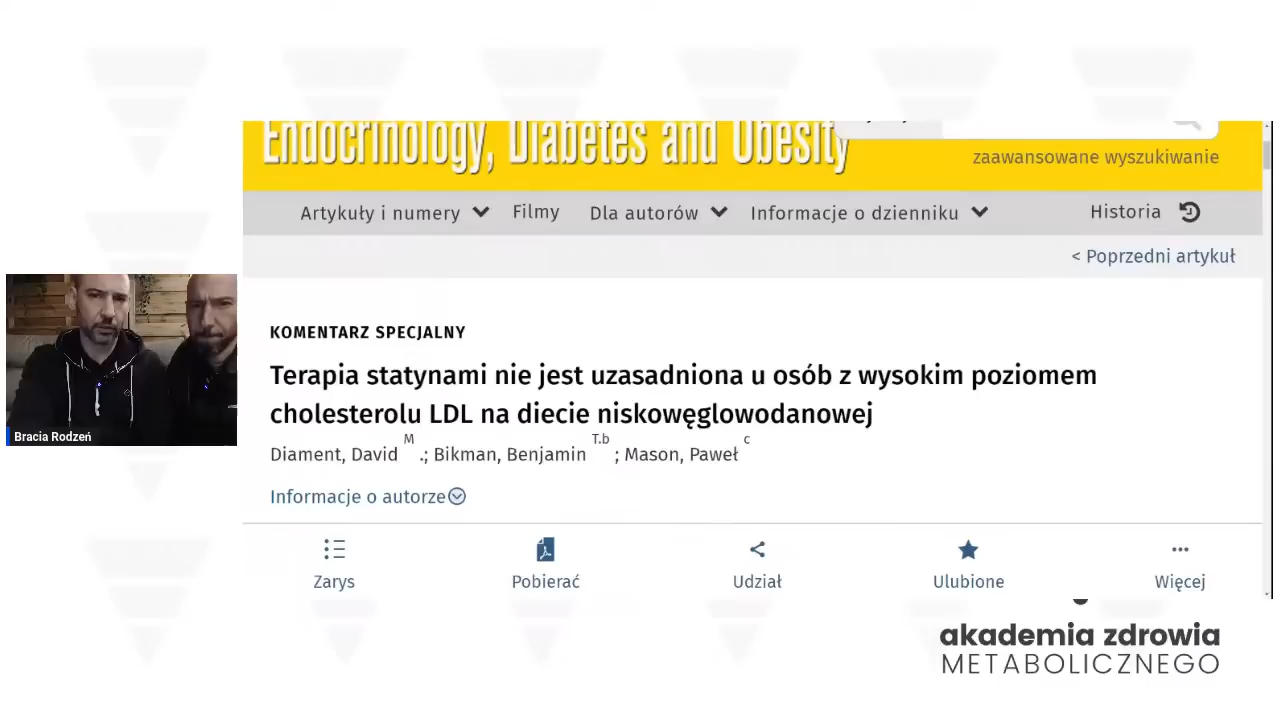 Endocrinology, Diabetes and Obesity
zaawansowane wyszukiwanie
Artykuły i numery
Filmy
Dla autorów
Informacje o dzienniku
Historia
< Poprzedni artykuł
KOMENTARZ SPECJALNY
Terapia statynami nie jest uzasadniona u osób z wysokim poziomem
cholesterolu LDL na diecie niskowęglowodanowej
Diament, David M .; Bikman, Benjamin T.b ; Mason, Paweł c
Informacje o autorze
Zarys
Pobierać
Udział
Ulubione
Więcej
Bracia Rodzeń
akademia zdrowia
METABOLICZNEGO